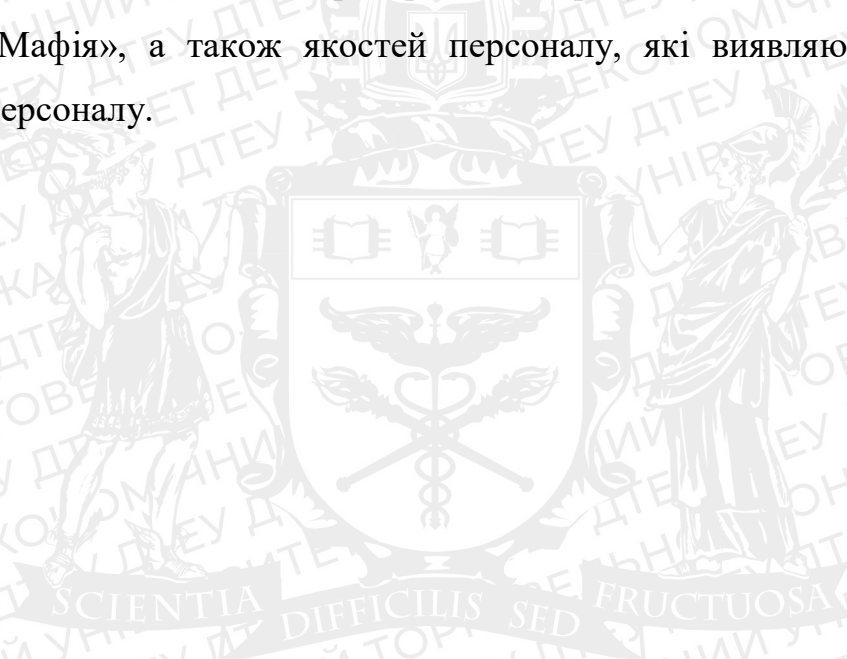 Мафія», а також якостей персоналу, які виявляю
ерсоналу.
SCIENTIA DIFFICILIS SED FRUCTUOSA